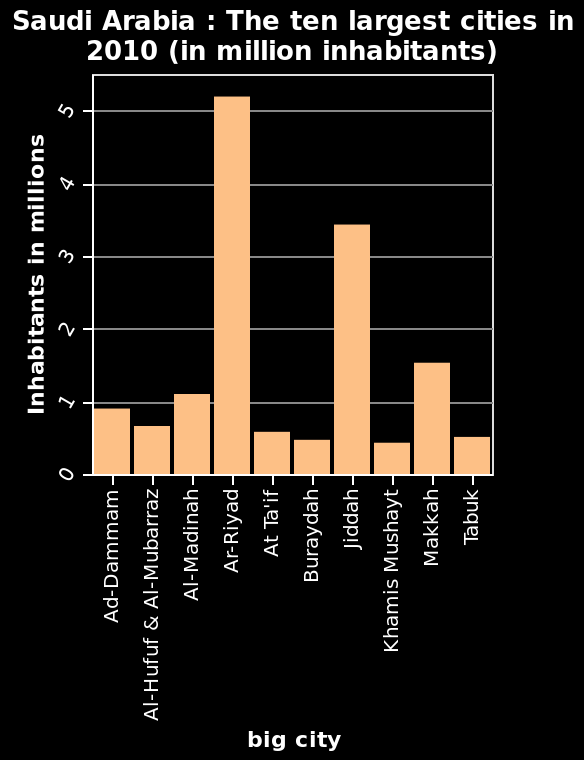 Saudi Arabia : The ten largest cities in
2010 (in million inhabitants)
Inhabitants in millions
5
4
3
2
1
0
Ad-Dammam
Al-Hufuf & Al-Mubarraz
Al-Madinah
Ar-Riyad
At Ta'if
Buraydah
Jiddah
Khamis Mushayt
Makkah
Tabuk
big city